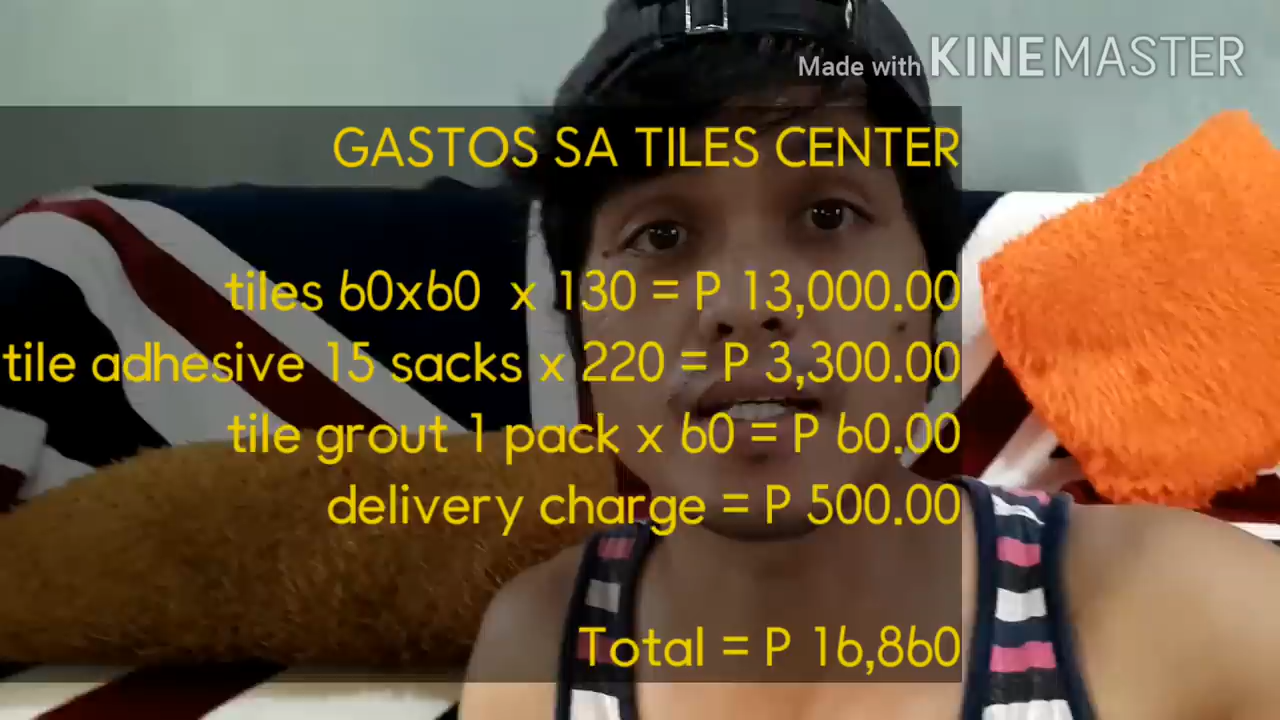 Made with KINEMASTER
GASTOS SA TILES CENTER
tiles 60x60 x 130 = P 13,000.00
tile adhesive 15 sacks x 220 = P 3,300.00
tile grout 1 pack x 60 = P 60.00
delivery charge = P 500.00
Total = P 16,860